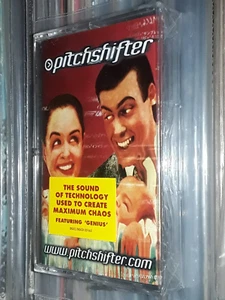 pitchshifter
THE SOUND
OF TECHNOLOGY
USED TO CREATE
MAXIMUM CHAOS
FEATURING 'GENIUS'
www.pitchshifter.com